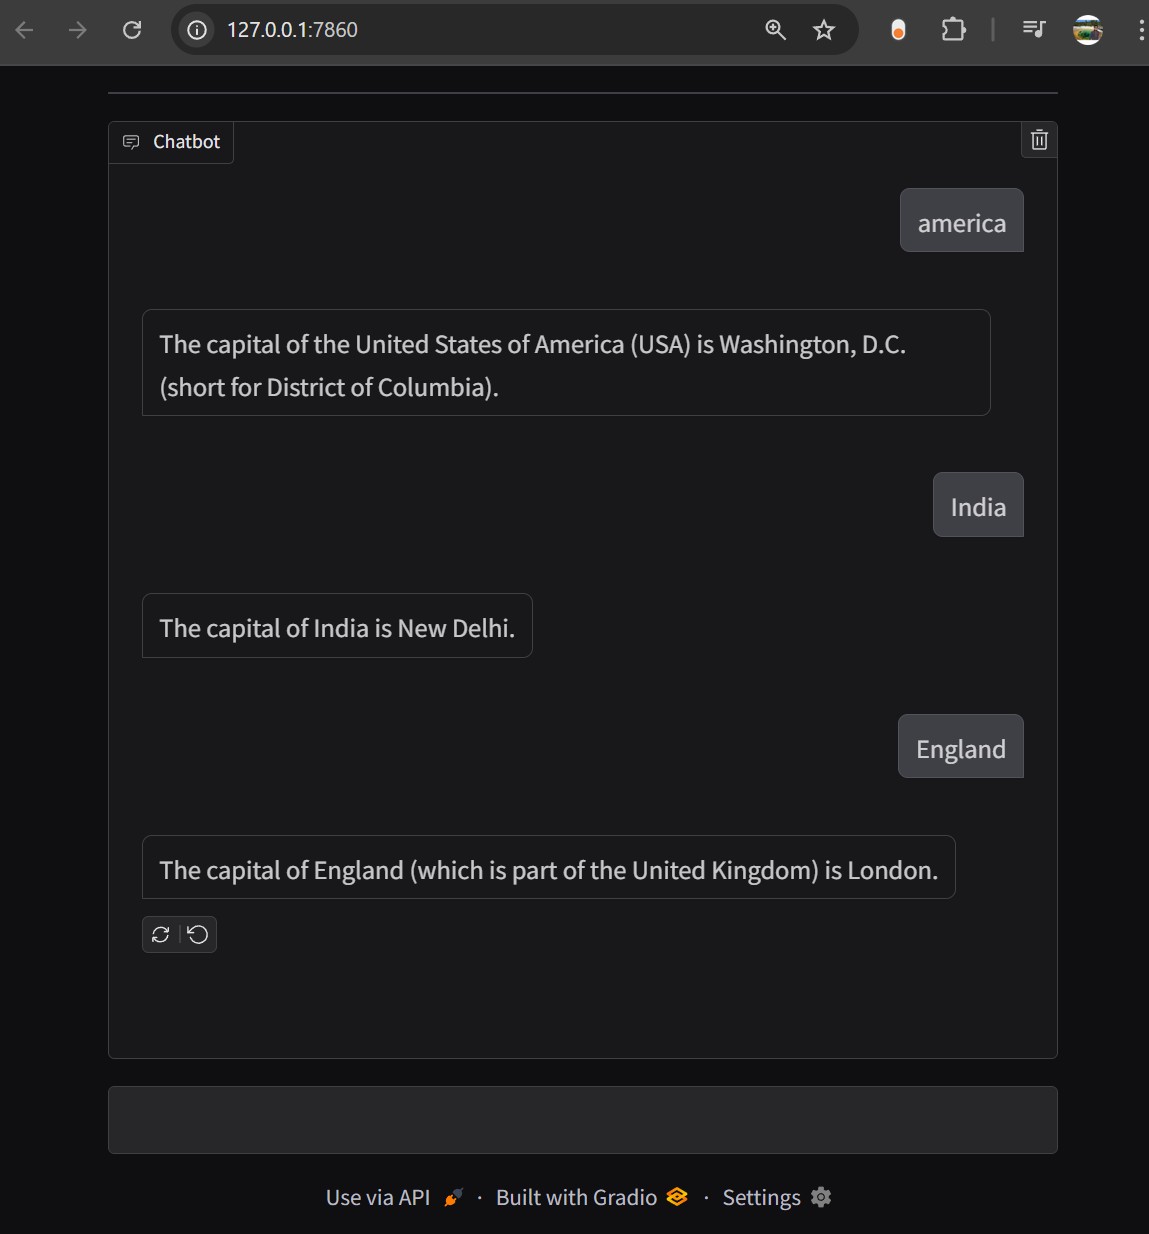 127.0.0.1:7860
Chatbot
america
The capital of the United States of America (USA) is Washington, D.C.
(short for District of Columbia).
India
The capital of India is New Delhi.
England
The capital of England (which is part of the United Kingdom) is London.
Use via API · Built with Gradio · Settings